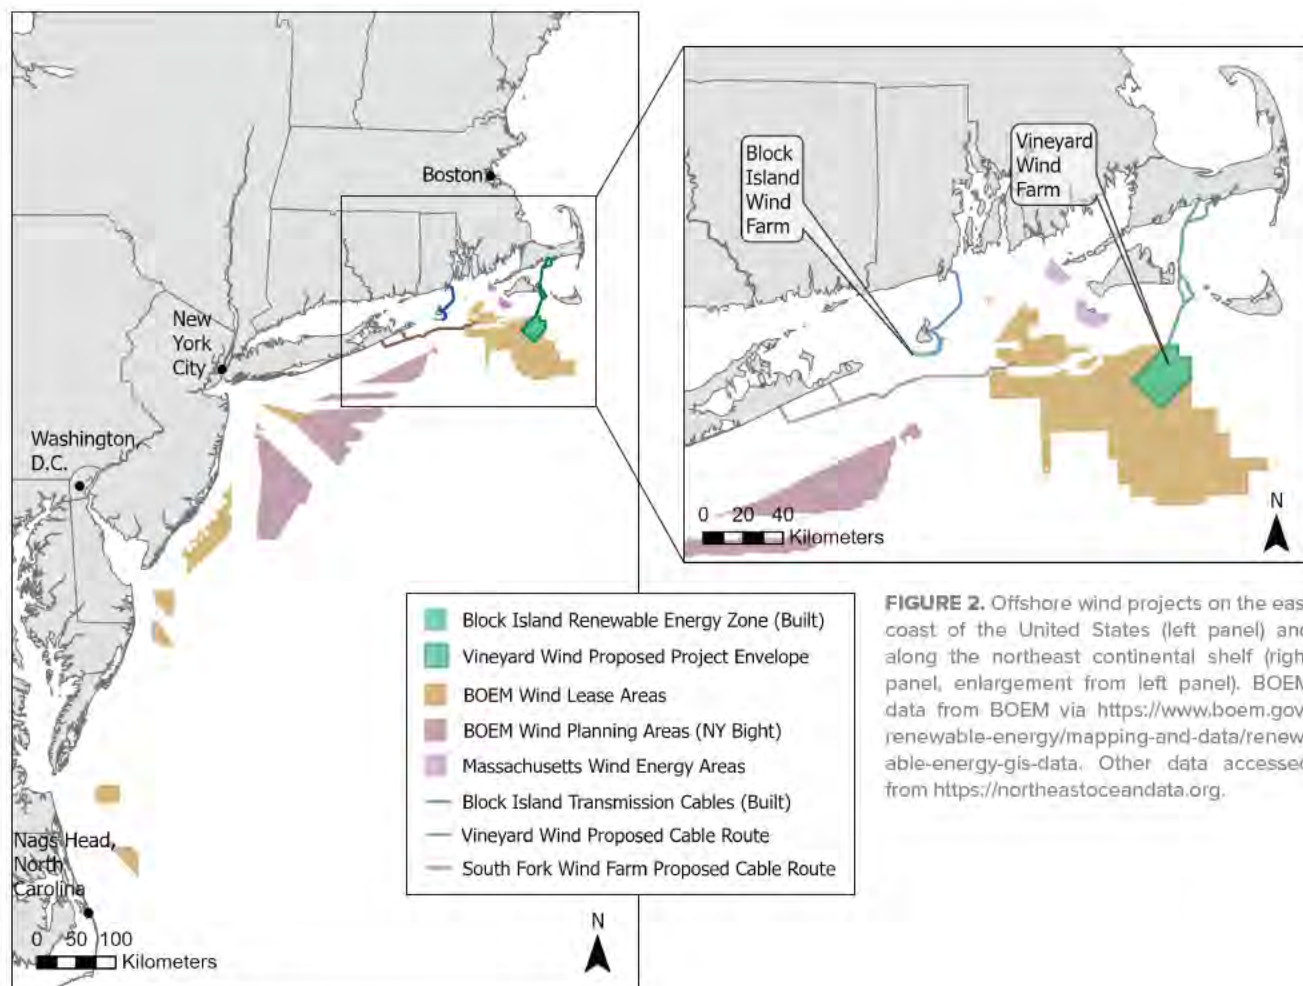 Boston
New
York
City
Washington,
D.C.
Nags Head,
North
Carolina
0 50 100
Kilometers
N
Block
Island
Wind
Farm
Vineyard
Wind
Farm
0 20 40
Kilometers
N
Block Island Renewable Energy Zone (Built)
Vineyard Wind Proposed Project Envelope
BOEM Wind Lease Areas
BOEM Wind Planning Areas (NY Bight)
Massachusetts Wind Energy Areas
Block Island Transmission Cables (Built)
Vineyard Wind Proposed Cable Route
South Fork Wind Farm Proposed Cable Route
FIGURE 2. Offshore wind projects on the eas
coast of the United States (left panel) and
along the northeast continental shelf (righ
panel, enlargement from left panel). BOEM
data from BOEM via https://www.boem.gov
renewable-energy/mapping-and-data/renew
able-energy-gis-data. Other data accessed
from https://northeastoceandata.org.